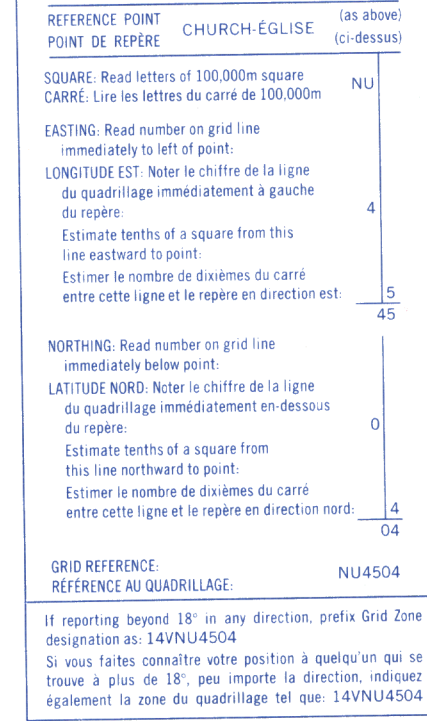 REFERENCE POINT CHURCH-ÉGLISE (as above)
POINT DE REPÈRE (ci-dessus)
SQUARE: Read letters of 100,000m square
CARRÉ: Lire les lettres du carré de 100,000m NU
EASTING: Read number on grid line
immediately to left of point:
LONGITUDE EST: Noter le chiffre de la ligne
du quadrillage immédiatement à gauche
du repère: 4
Estimate tenths of a square from this
line eastward to point:
Estimer le nombre de dixièmes du carré
entre cette ligne et le repère en direction est: 5
45
NORTHING: Read number on grid line
immediately below point:
LATITUDE NORD: Noter le chiffre de la ligne
du quadrillage immédiatement en-dessous
du repère: 0
Estimate tenths of a square from
this line northward to point:
Estimer le nombre de dixièmes du carré
entre cette ligne et le repère en direction nord: 4
04
GRID REFERENCE: NU4504
RÉFÉRENCE AU QUADRILLAGE:
If reporting beyond 18° in any direction, prefix Grid Zone
designation as: 14VNU4504
Si vous faites connaître votre position à quelqu'un qui se
trouve à plus de 18°, peu importe la direction, indiquez
également la zone du quadrillage tel que: 14VNU4504